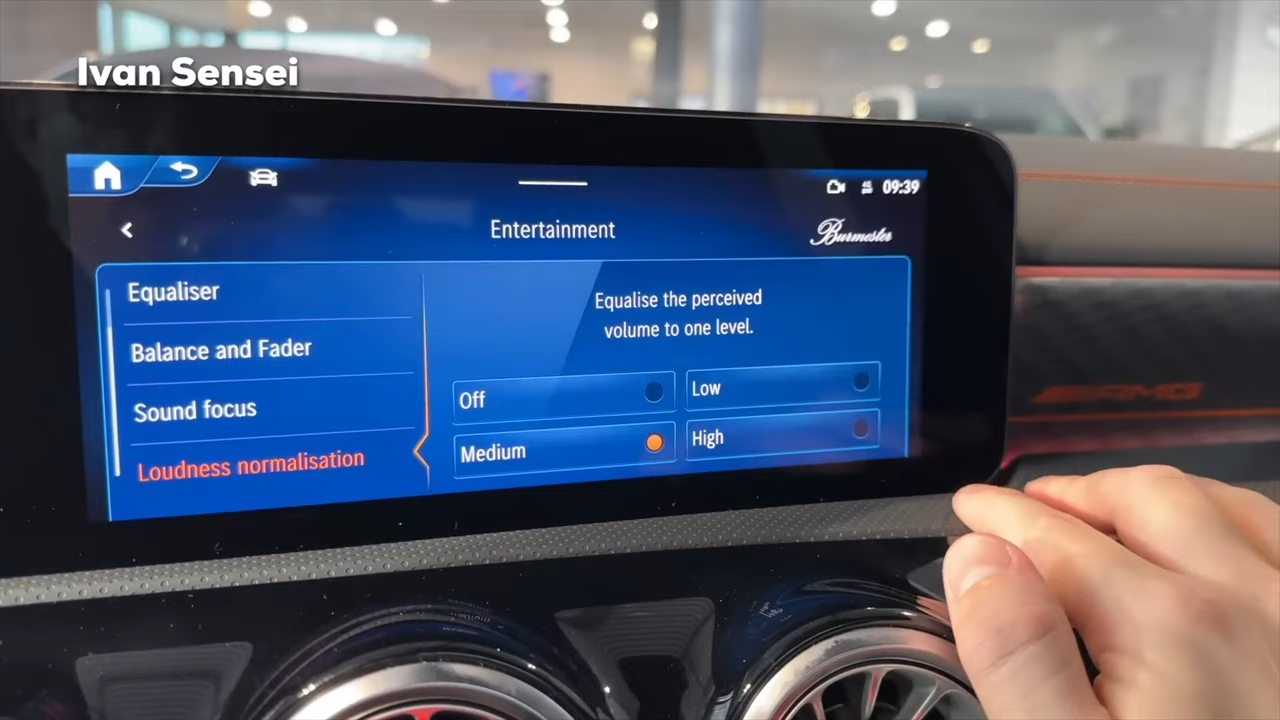 Ivan Sensei
09:39
Entertainment
Burmester
Equaliser
Balance and Fader
Sound focus
Loudness normalisation
Equalise the perceived
volume to one level.
Off
Low
Medium
High
AMG